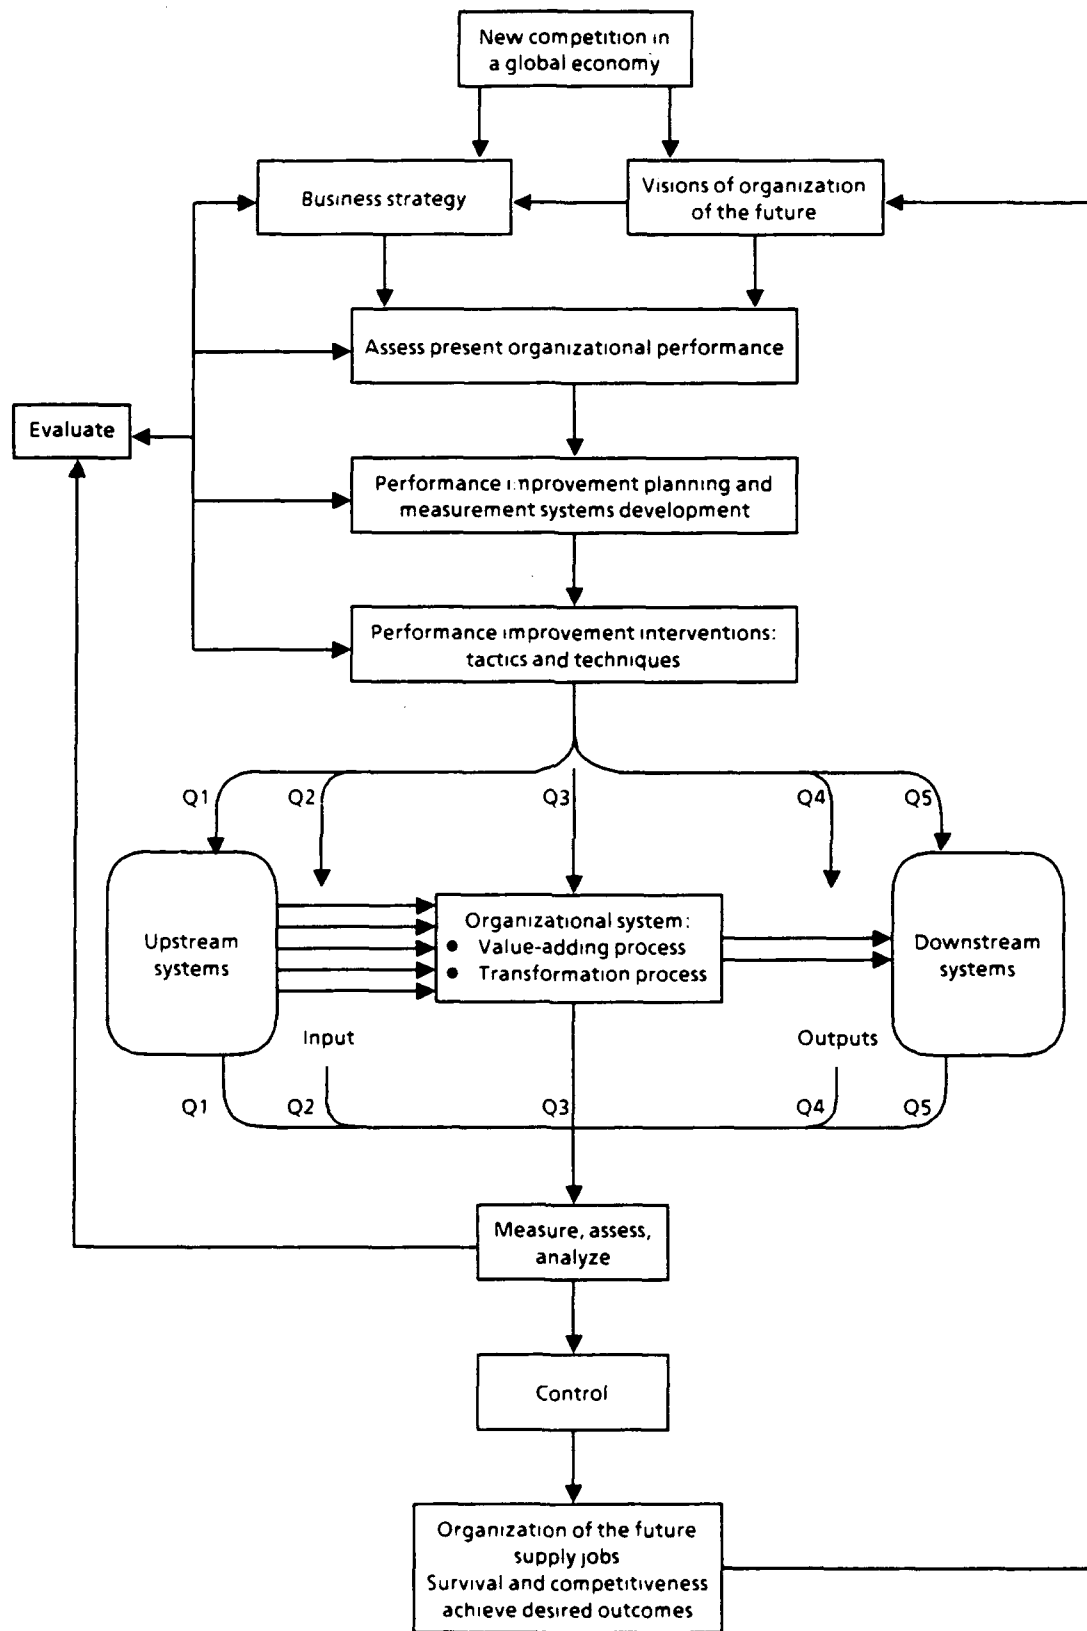 New competition in
a global economy
Business strategy
Visions of organization
of the future
Assess present organizational performance
Evaluate
Performance improvement planning and
measurement systems development
Performance improvement interventions:
tactics and techniques
Q1
Q2
Q3
Q4
Q5
Upstream
systems
Organizational system:
● Value-adding process
● Transformation process
Downstream
systems
Input
Outputs
Q1
Q2
Q3
Q4
Q5
Measure, assess,
analyze
Control
Organization of the future
supply jobs
Survival and competitiveness
achieve desired outcomes